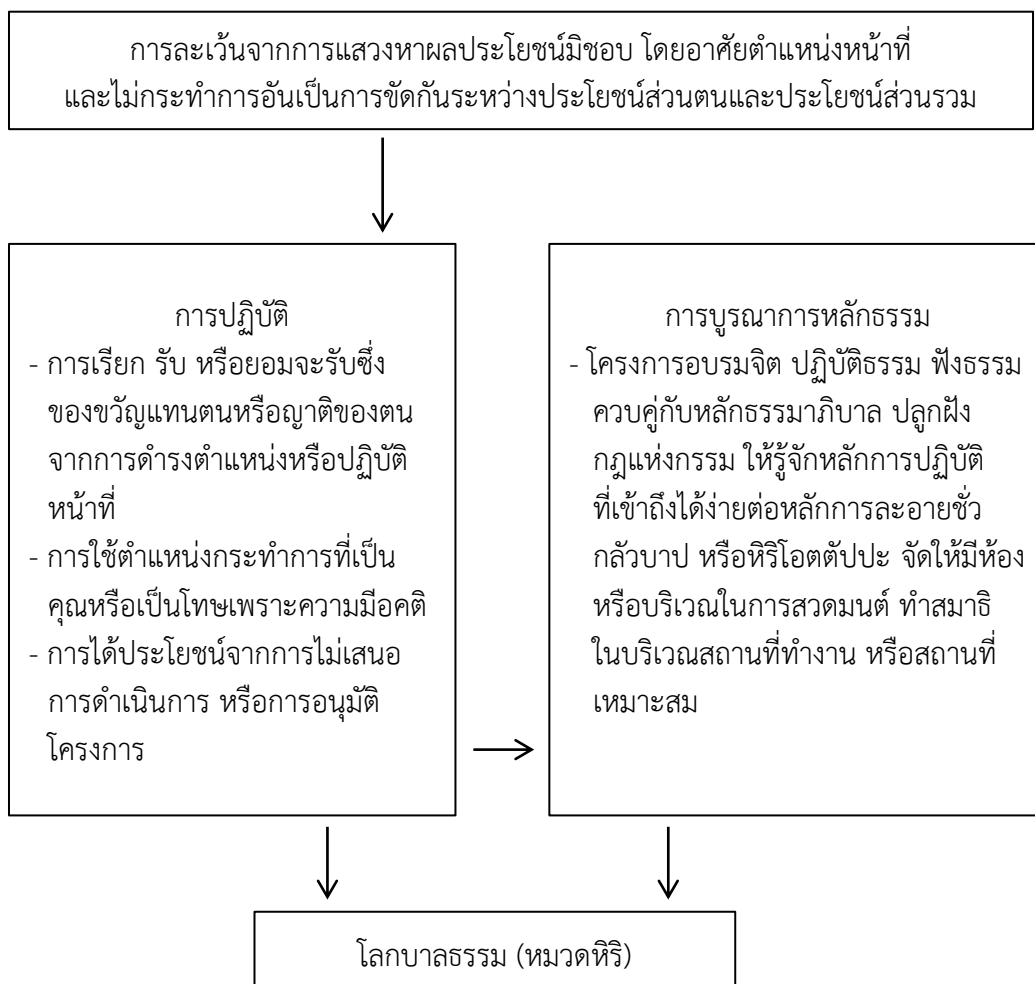 การละเว้นจากการแสวงหาผลประโยชน์มิชอบ โดยอาศัยตำแหน่งหน้าที่
และไม่กระทำการอันเป็นการขัดกันระหว่างประโยชน์ส่วนตนและประโยชน์ส่วนรวม
การปฏิบัติ
- การเรียก รับ หรือยอมจะรับซึ่ง
ของขวัญแทนตนหรือญาติของตน
จากการดำรงตำแหน่งหรือปฏิบัติ
หน้าที่
- การใช้ตำแหน่งกระทำการที่เป็น
คุณหรือเป็นโทษเพราะความมีอคติ
- การได้ประโยชน์จากการไม่เสนอ
การดำเนินการ หรือการอนุมัติ
โครงการ
การบูรณาการหลักธรรม
- โครงการอบรมจิต ปฏิบัติธรรม ฟังธรรม
ควบคู่กับหลักธรรมาภิบาล ปลูกฝัง
กฎแห่งกรรม ให้รู้จักหลักการปฏิบัติ
ที่เข้าถึงได้ง่ายต่อหลักการละอายชั่ว
กลัวบาป หรือหิริโอตตัปปะ จัดให้มีห้อง
หรือบริเวณในการสวดมนต์ ทำสมาธิ
ในบริเวณสถานที่ทำงาน หรือสถานที่
เหมาะสม
โลกบาลธรรม (หมวดหิริ)